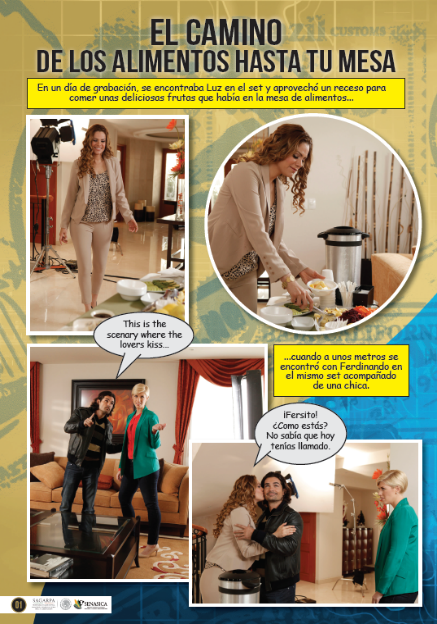 CUSTOMS
EL CAMINO
DE LOS ALIMENTOS HASTA TU MESA
En un día de grabación, se encontraba Luz en el set y aprovechó un receso para
comer unas deliciosas frutas que había en la mesa de alimentos...
This is the
scenary where the
lovers kiss...
...cuando a unos metros se
encontró con Ferdinando en
el mismo set acompañado
de una chica.
¡Fersito!
¿Como estás?
No sabía que hoy
tenías llamado.
01
SAGARPA
SENASICA